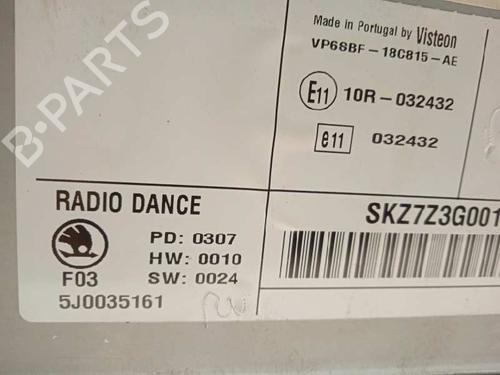 Made in Portugal by Visteon
VP6SBF-18C815-AE
E11 10R-032432
e11 032432
RADIO DANCE
SKZ7Z3G001
PD: 0307
HW: 0010
F03 SW: 0024
5J0035161
B-PARTS